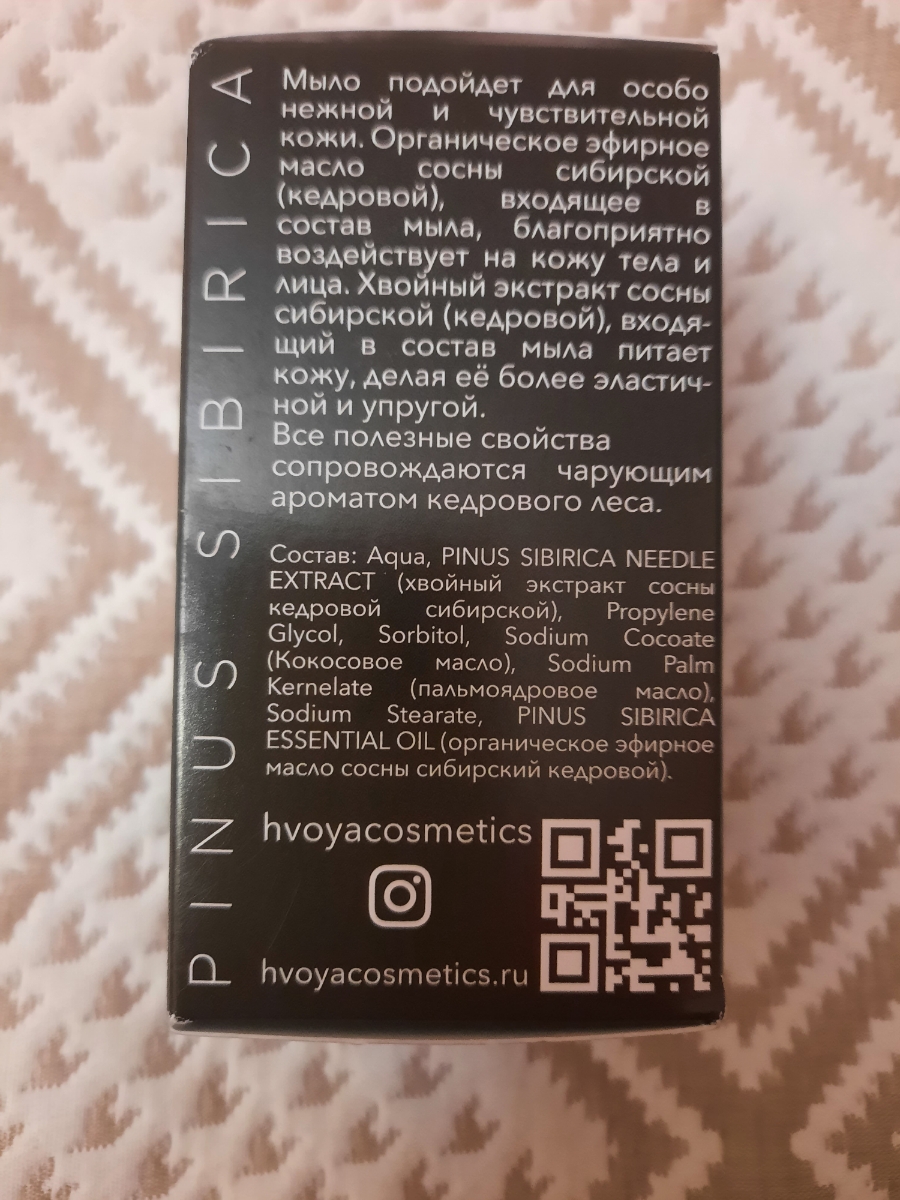 PINUS SIBIRICA
Мыло подойдет для особо
нежной и чувствительной
кожи. Органическое эфирное
масло сосны сибирской
(кедровой), входящее в
состав мыла, благоприятно
воздействует на кожу тела и
лица. Хвойный экстракт сосны
сибирской (кедровой), входя-
щий в состав мыла питает
кожу, делая её более эластич-
ной и упругой.
Все полезные свойства
сопровождаются чарующим
ароматом кедрового леса.
Состав: Aqua, PINUS SIBIRICA NEEDLE
EXTRACT (хвойный экстракт сосны
кедровой сибирской), Propylene
Glycol, Sorbitol, Sodium Cocoate
(Кокосовое масло), Sodium Palm
Kernelate (пальмоядровое масло),
Sodium Stearate, PINUS SIBIRICA
ESSENTIAL OIL (органическое эфирное
масло сосны сибирский кедровой).
hvoyacosmetics
hvoyacosmetics.ru